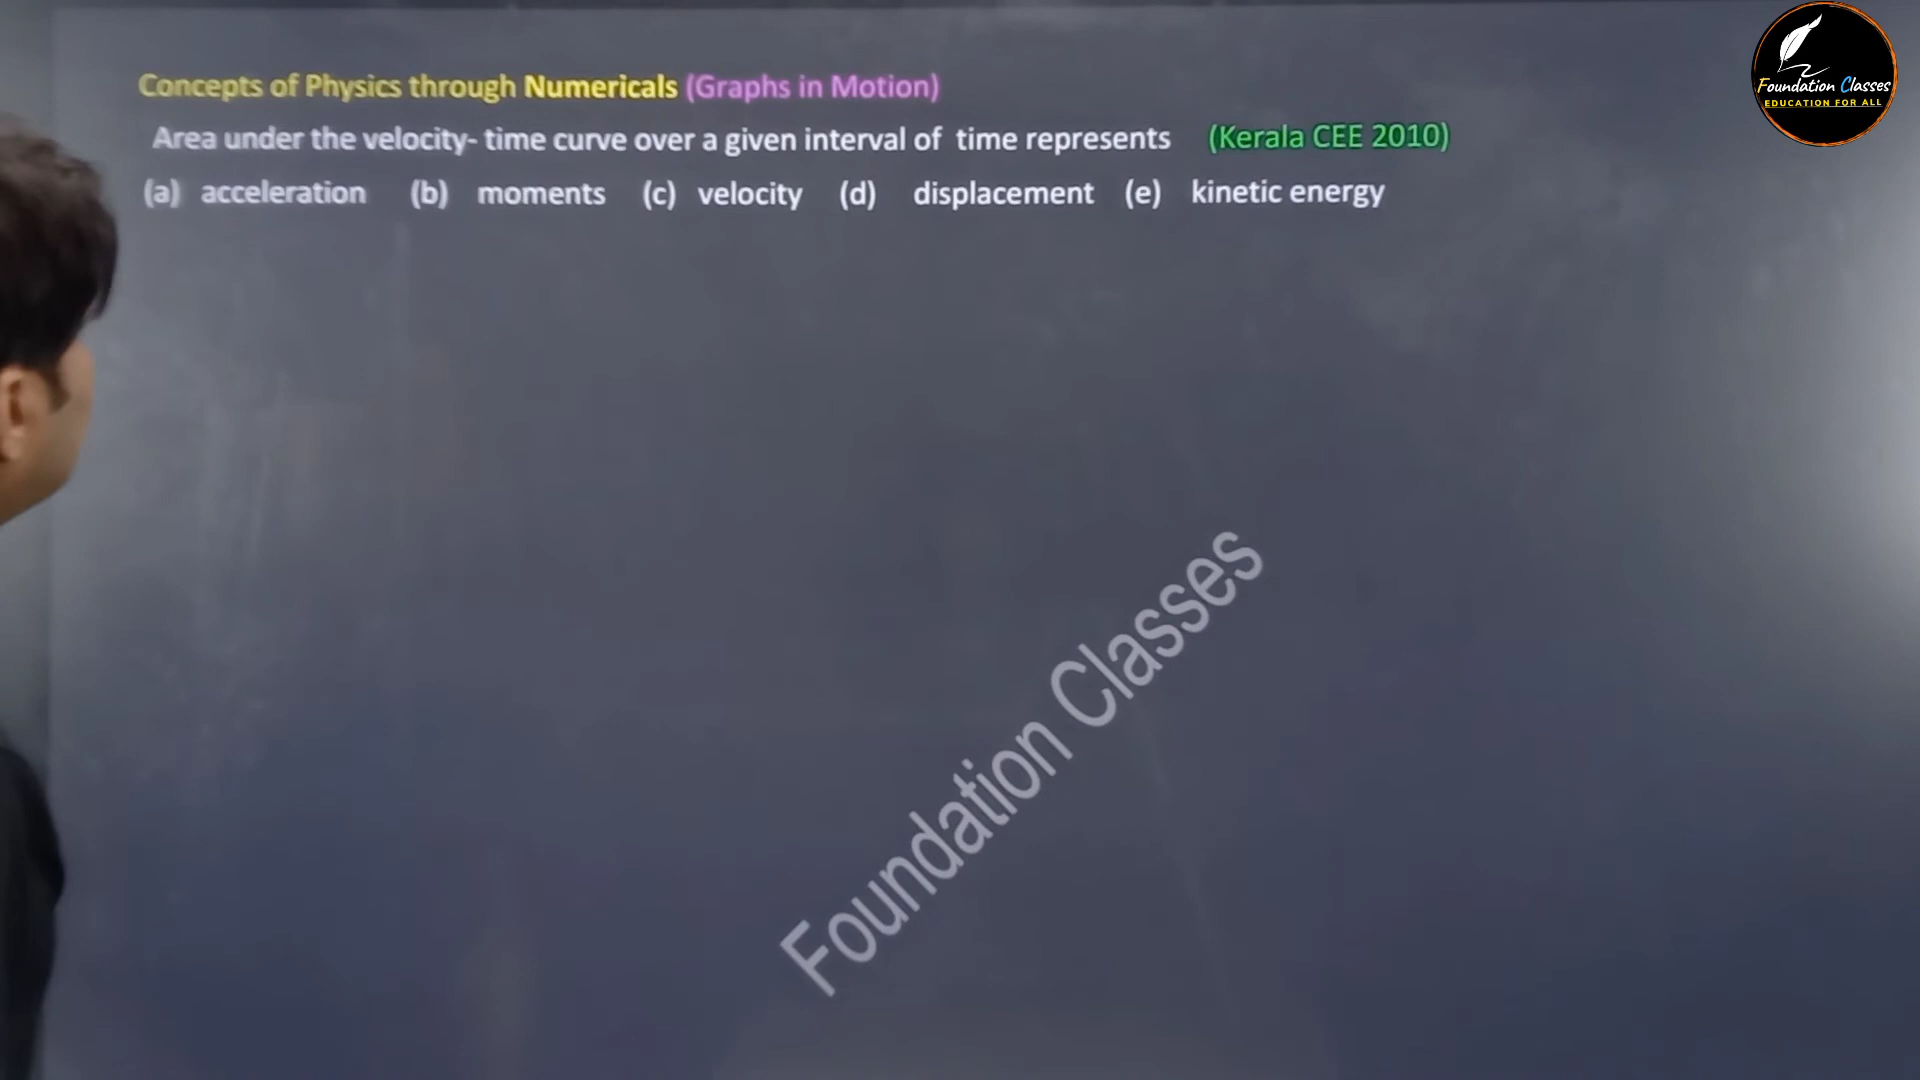 Concepts of Physics through Numericals (Graphs in Motion)
Area under the velocity- time curve over a given interval of time represents (Kerala CEE 2010)
(a) acceleration (b) moments (c) velocity (d) displacement (e) kinetic energy
Foundation Classes
EDUCATION FOR ALL
Foundation Classes